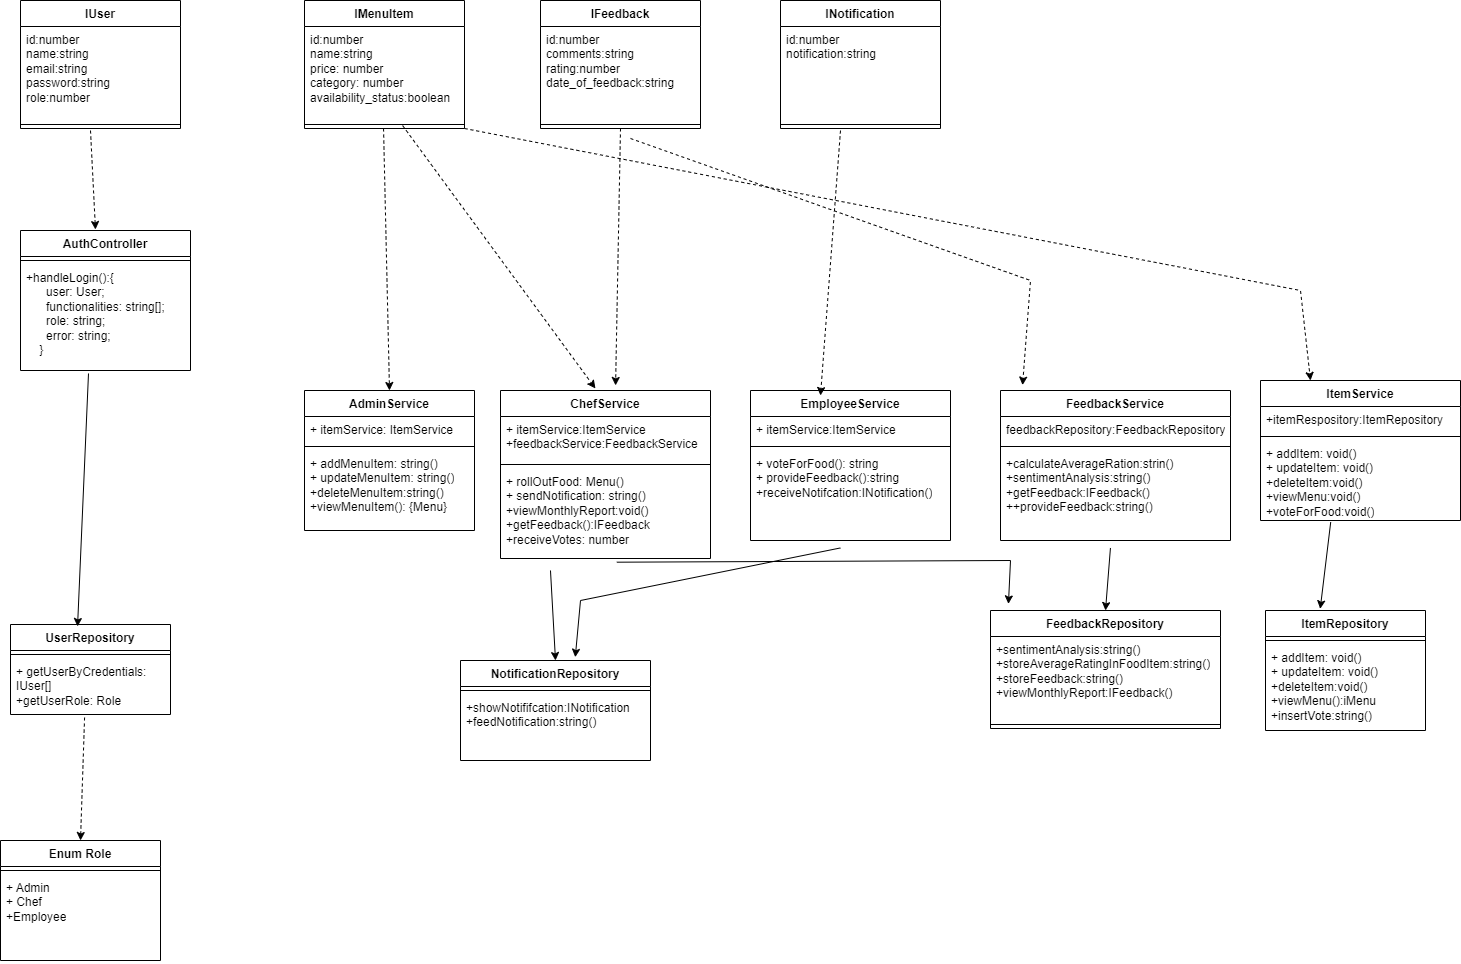 IUser
id:number
name:string
email:string
password:string
role:number
IMenuItem
id:number
name:string
price: number
category: number
availability_status:boolean
IFeedback
id:number
comments:string
rating:number
date_of_feedback:string
INotification
id:number
notification:string
AuthController
+handleLogin():{
user: User;
functionalities: string[];
role: string;
error: string;
}
AdminService
+ itemService: ItemService
+ addMenuItem: string()
+ updateMenuItem: string()
+deleteMenuItem:string()
+viewMenuItem(): {Menu}
ChefService
+ itemService:ItemService
+feedbackService:FeedbackService
+ rollOutFood: Menu()
+ sendNotification: string()
+viewMonthlyReport:void()
+getFeedback():IFeedback
+receiveVotes: number
EmployeeService
+ itemService:ItemService
+ voteForFood(): string
+ provideFeedback():string
+receiveNotifcation:INotification()
FeedbackService
feedbackRepository:FeedbackRepository
+calculateAverageRation:strin()
+sentimentAnalysis:string()
+getFeedback:IFeedback()
++provideFeedback:string()
ItemService
+itemRespository:ItemRepository
+ addItem: void()
+ updateItem: void()
+deleteItem:void()
+viewMenu:void()
+voteForFood:void()
UserRepository
+ getUserByCredentials:
IUser[]
+getUserRole: Role
NotificationRepository
+showNotififcation:INotification
+feedNotification:string()
FeedbackRepository
+sentimentAnalysis:string()
+storeAverageRatingInFoodItem:string()
+storeFeedback:string()
+viewMonthlyReport:IFeedback()
ItemRepository
+ addItem: void()
+ updateItem: void()
+deleteItem:void()
+viewMenu():iMenu
+insertVote:string()
Enum Role
+ Admin
+ Chef
+Employee